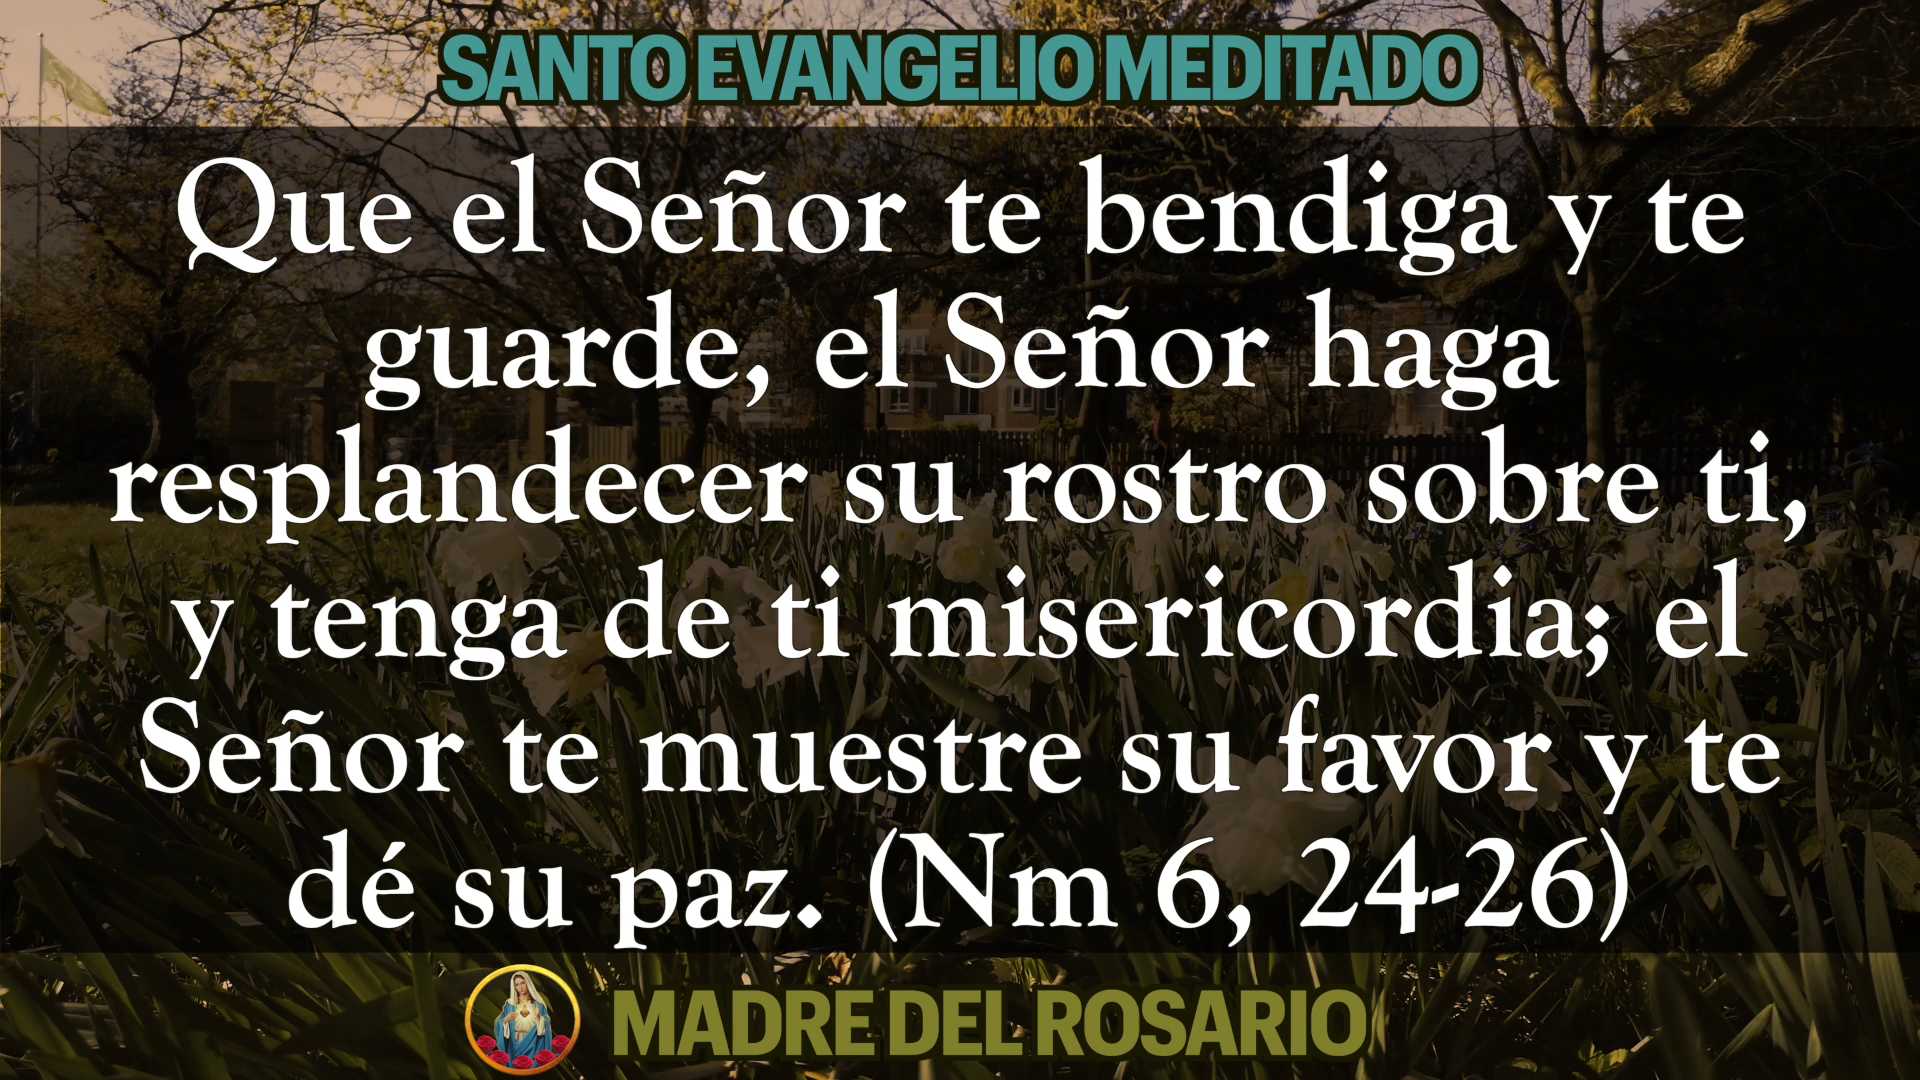 SANTO EVANGELIO MEDITADO
Que el Señor te bendiga y te
guarde, el Señor haga
resplandecer su rostro sobre ti,
y tenga de ti misericordia; el
Señor te muestre su favor y te
dé su paz. (Nm 6, 24-26)
MADRE DEL ROSARIO